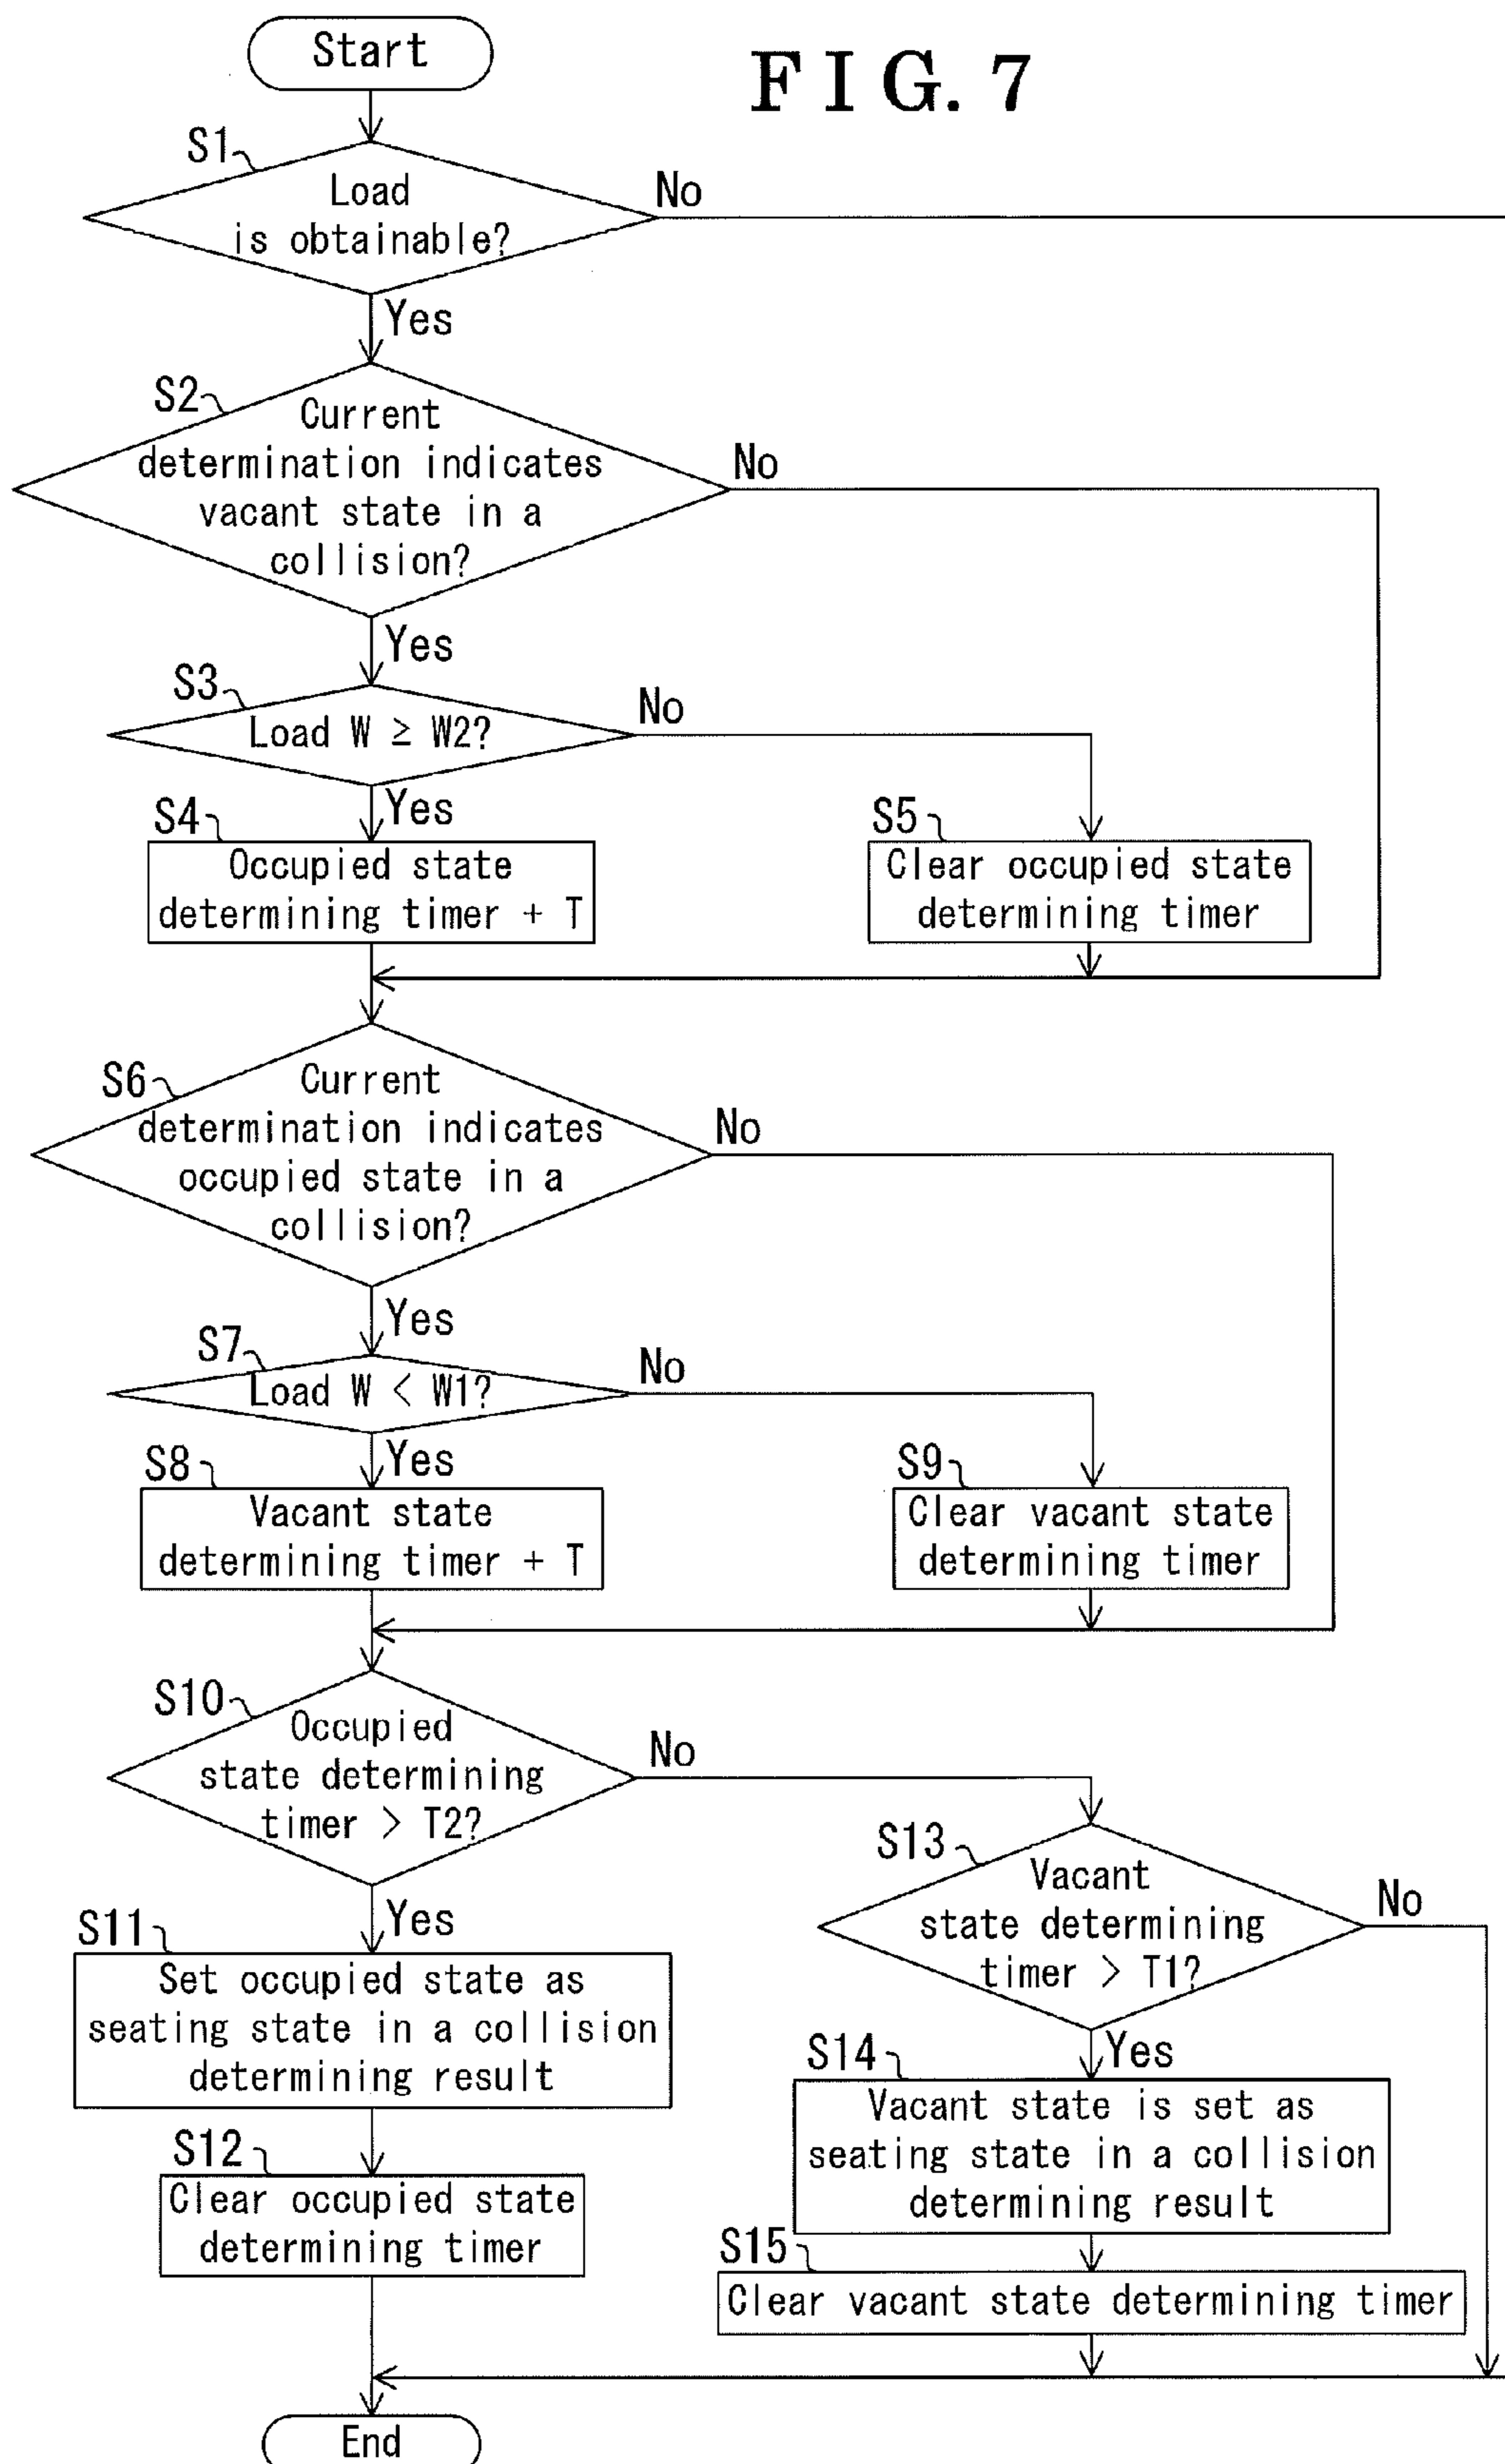 Start
FIG. 7
S1
Load
is obtainable?
No
Yes
S2
Current
determination indicates
vacant state in a
collision?
No
Yes
S3
Load W ≥ W2?
No
Yes
S4
Occupied state
determining timer + T
S5
Clear occupied state
determining timer
S6
Current
determination indicates
occupied state in a
collision?
No
Yes
S7
Load W < W1?
No
Yes
S8
Vacant state
determining timer + T
S9
Clear vacant state
determining timer
S10
Occupied
state determining
timer > T2?
No
Yes
S11
Set occupied state as
seating state in a collision
determining result
S12
Clear occupied state
determining timer
S13
Vacant
state determining
timer > T1?
No
Yes
S14
Vacant state is set as
seating state in a collision
determining result
S15
Clear vacant state determining timer
End